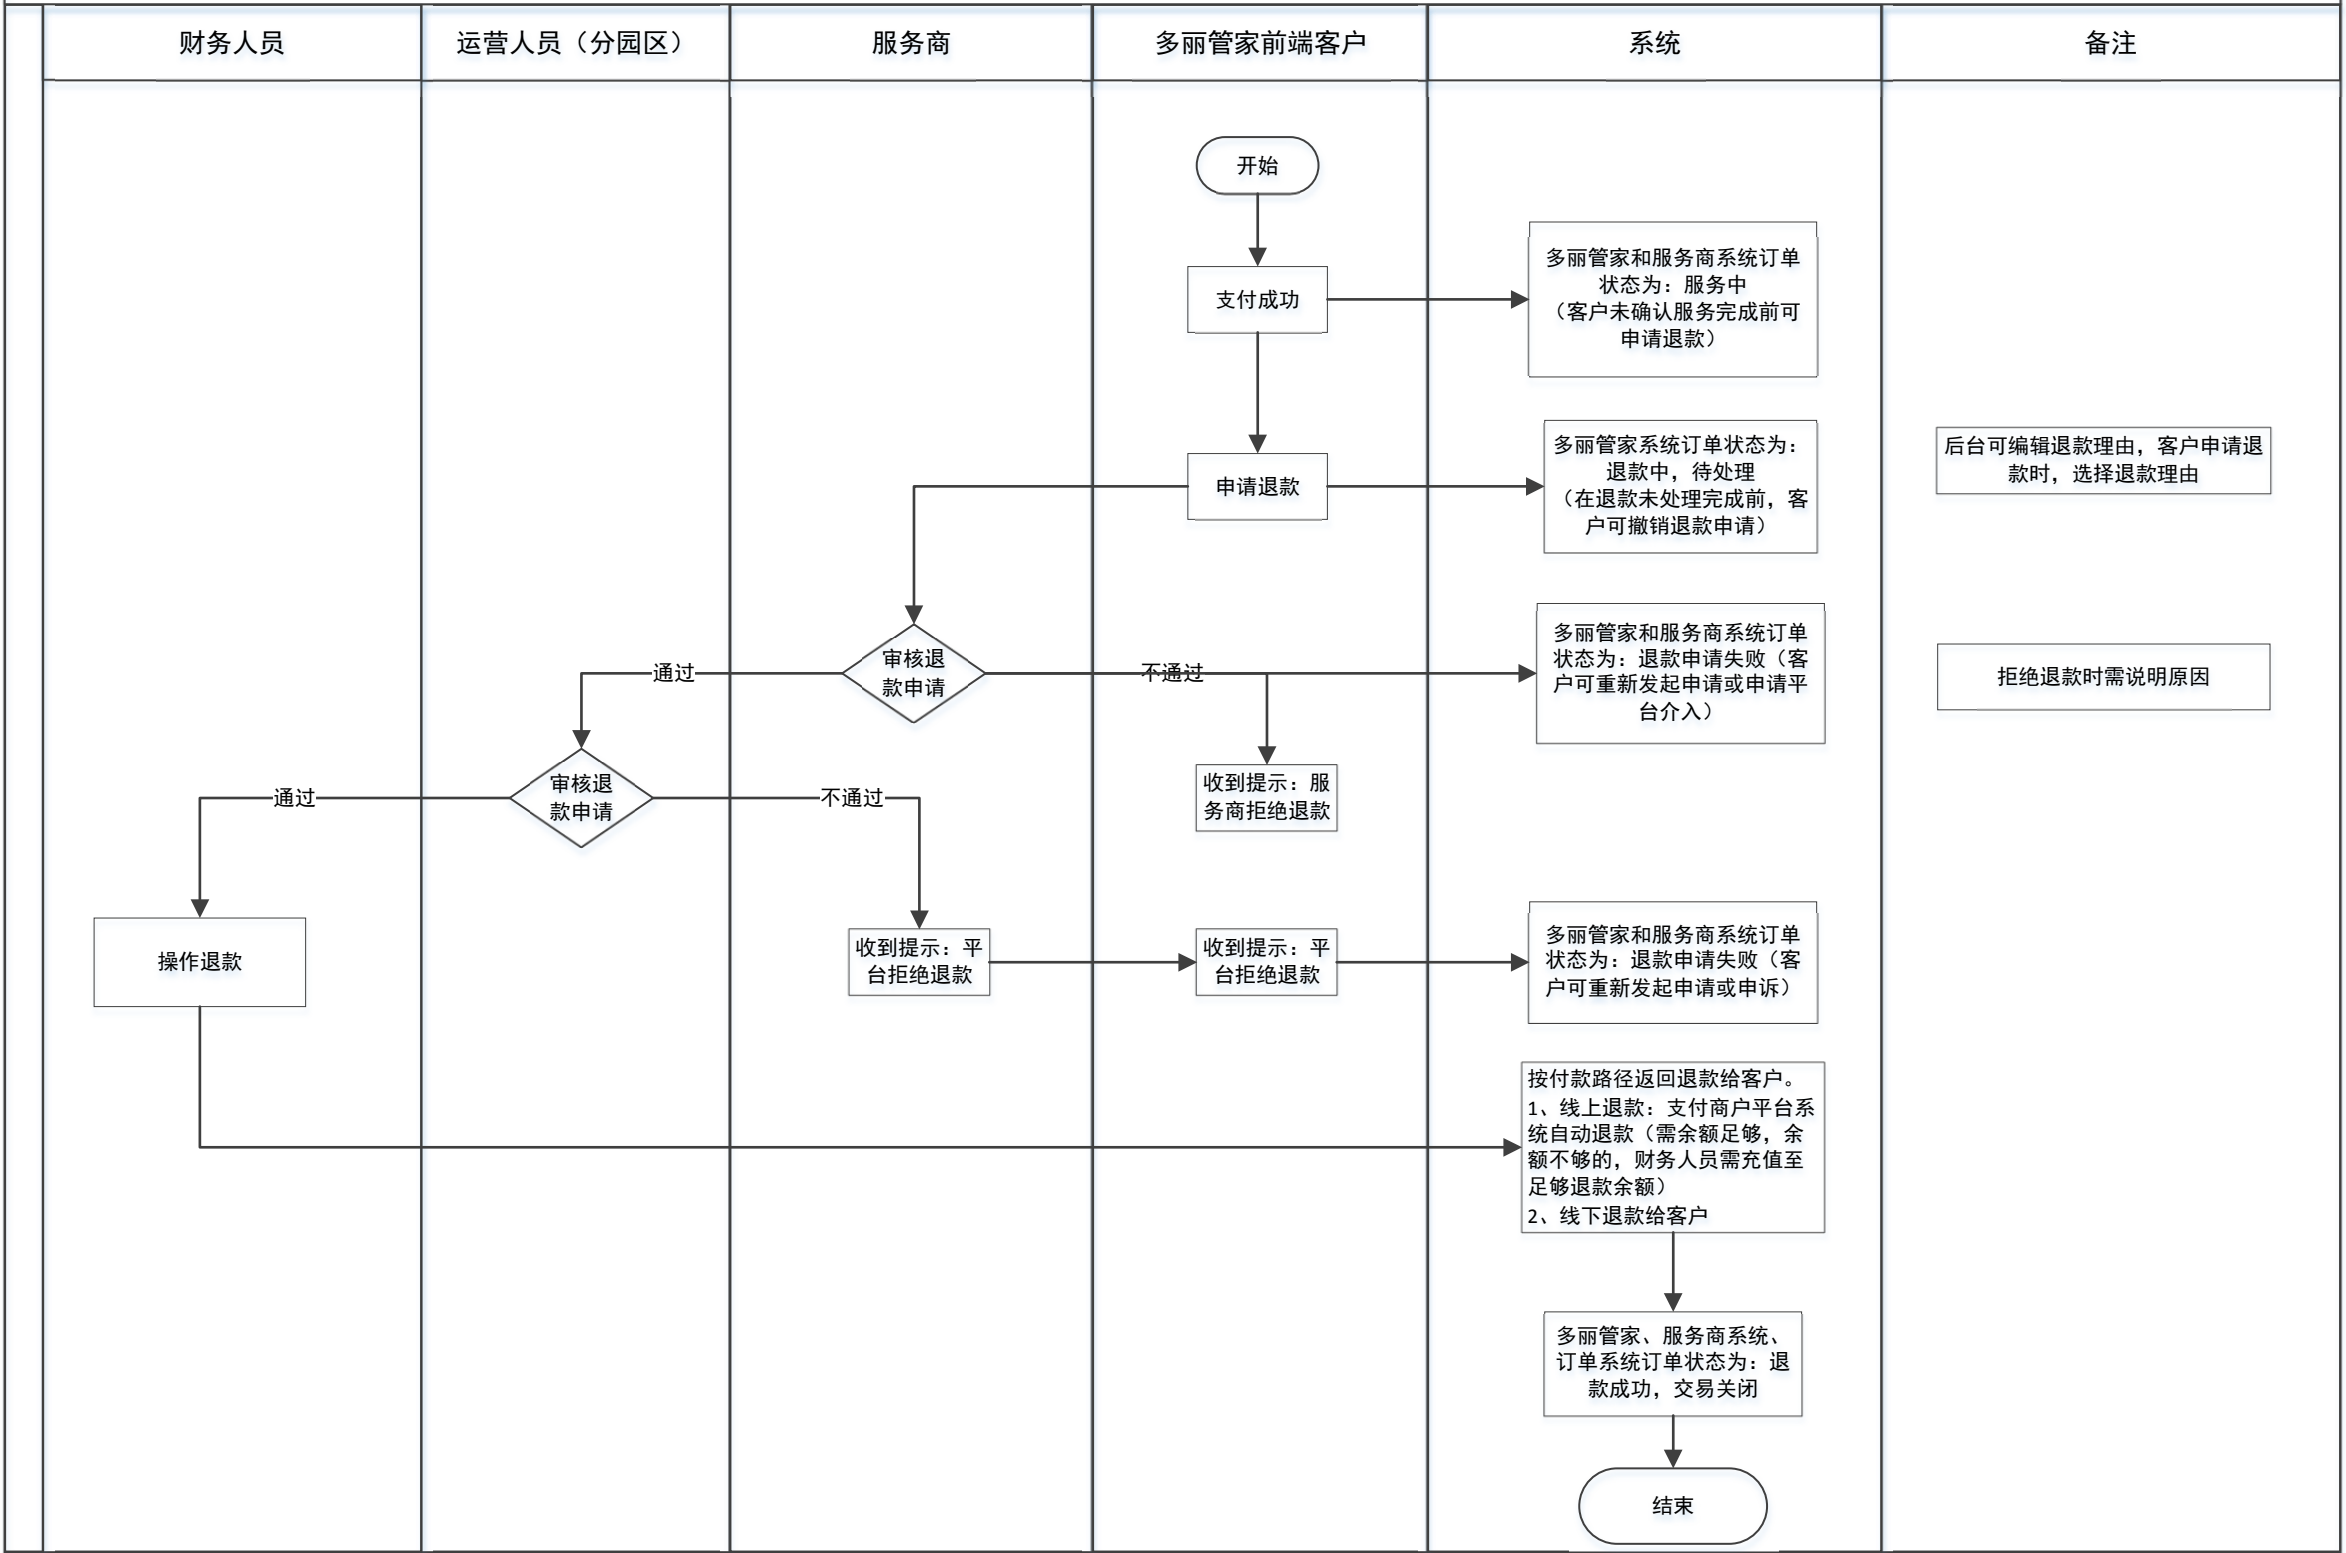 财务人员
运营人员（分园区）
服务商
多丽管家前端客户
系统
备注
开始
支付成功
多丽管家和服务商系统订单
状态为：服务中
（客户未确认服务完成前可
申请退款）
申请退款
多丽管家系统订单状态为：
退款中，待处理
（在退款未处理完成前，客
户可撤销退款申请）
后台可编辑退款理由，客户申请退
款时，选择退款理由
审核退
款申请
通过
不通过
多丽管家和服务商系统订单
状态为：退款申请失败（客
户可重新发起申请或申请平
台介入）
拒绝退款时需说明原因
审核退
款申请
通过
不通过
收到提示：服
务商拒绝退款
操作退款
收到提示：平
台拒绝退款
收到提示：平
台拒绝退款
多丽管家和服务商系统订单
状态为：退款申请失败（客
户可重新发起申请或申诉）
按付款路径返回退款给客户。
1、线上退款：支付商户平台系
统自动退款（需余额足够，余
额不够的，财务人员需充值至
足够退款余额）
2、线下退款给客户
多丽管家、服务商系统、
订单系统订单状态为：退
款成功，交易关闭
结束